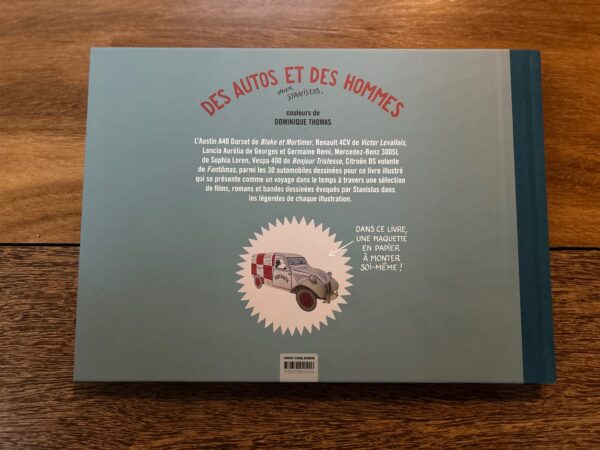 DES AUTOS ET DES HOMMES
PAR STANISLAS.
couleurs de
DOMINIQUE THOMAS
L'Austin A40 Dorset de Blake et Mortimer, Renault 4CV de Victor Levallois,
Lancia Aurélia de Georges et Germaine Remi, Mercedes-Benz 300SL
de Sophia Loren, Vespa 400 de Bonjour Tristesse, Citroën DS volante
de Fantômas, parmi les 30 automobiles dessinées pour ce livre illustré
qui se présente comme un voyage dans le temps à travers une sélection
de films, romans et bandes dessinées évoqués par Stanislas dans
les légendes de chaque illustration.
DANS CE LIVRE,
UNE MAQUETTE
EN PAPIER
À MONTER
SOI-MÊME !
VINGT-CINQ EUROS